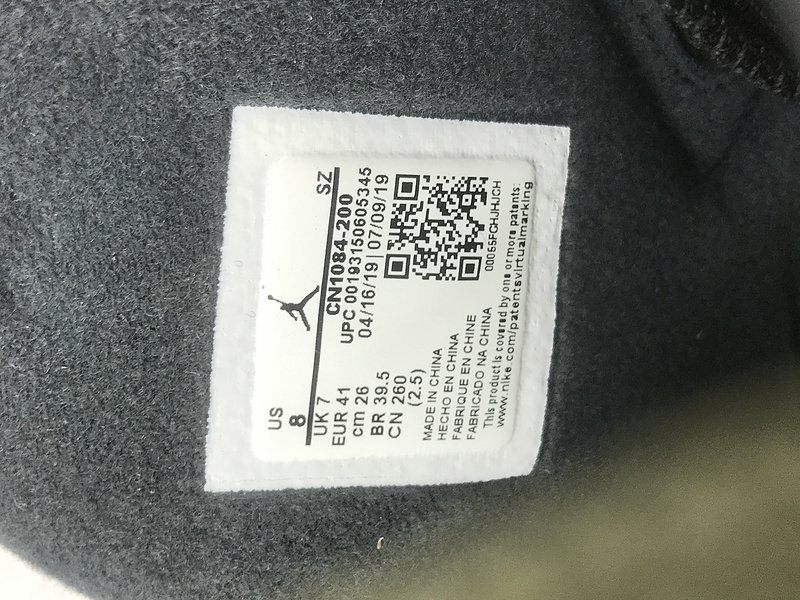 US
8
SZ
UK 7
EUR 41
cm 26
BR 39.5
CN 260
(2.5)
CN1084-200
UPC 00193150605345
04/16/19 | 07/09/19
MADE IN CHINA
HECHO EN CHINA
FABRIQUE EN CHINE
FABRICADO NA CHINA
This product is covered by one or more patents:
www.nike.com/patentsvirtualmarking